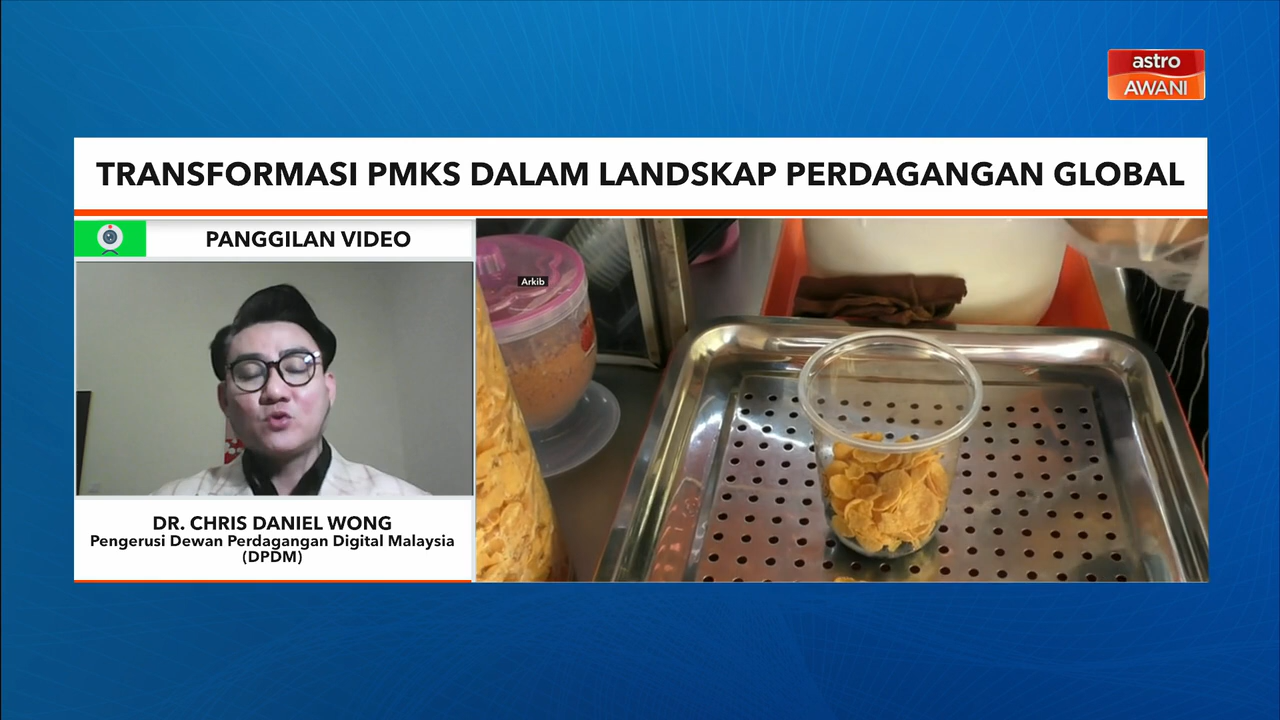 astro
AWANI
TRANSFORMASI PMKS DALAM LANDSKAP PERDAGANGAN GLOBAL
PANGGILAN VIDEO
Arkib
DR. CHRIS DANIEL WONG
Pengerusi Dewan Perdagangan Digital Malaysia
(DPDM)